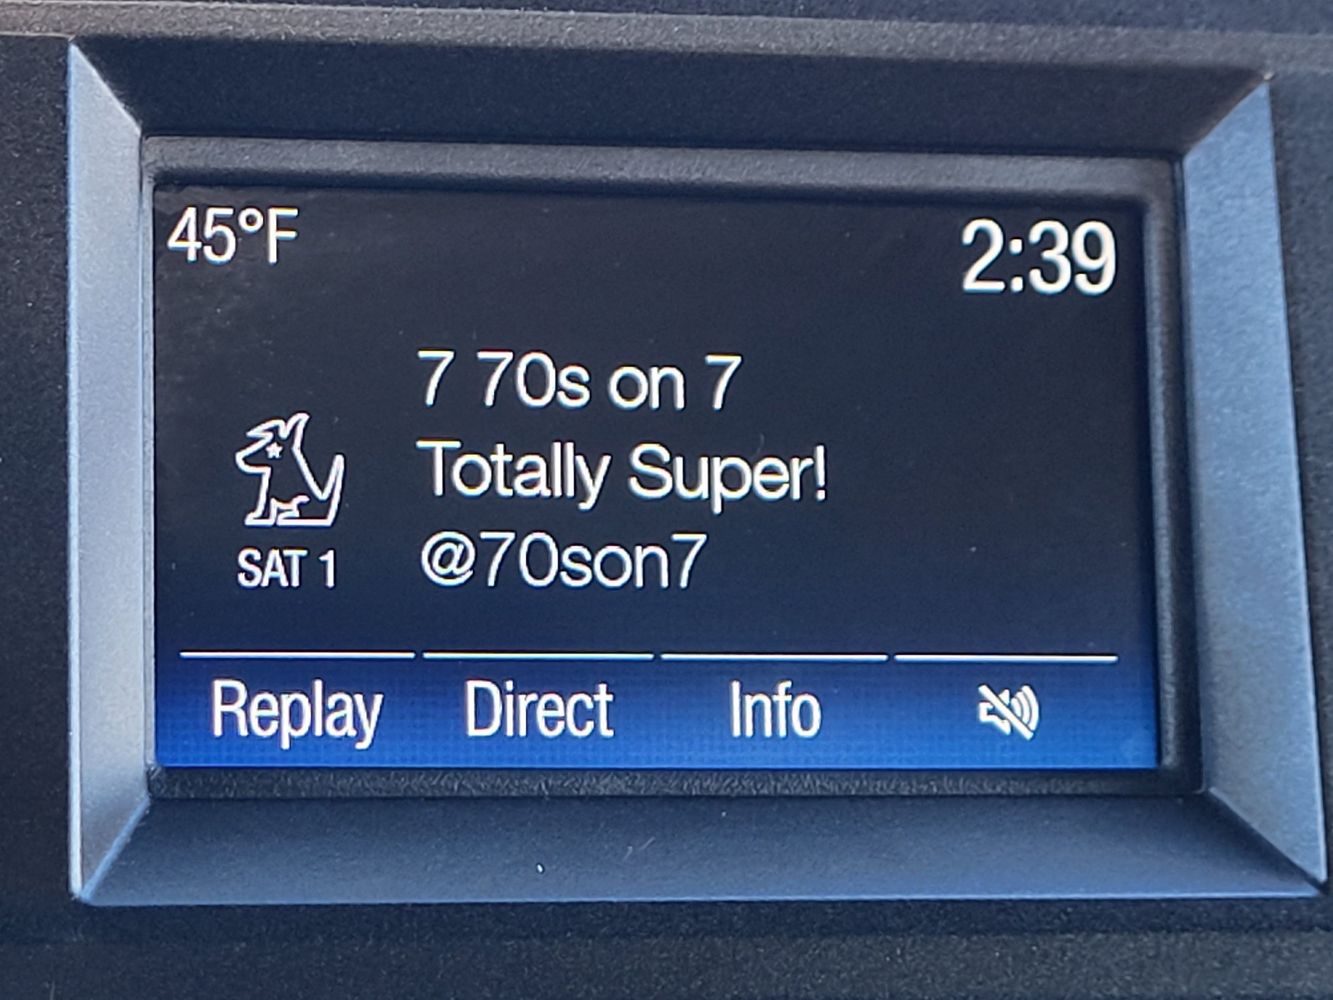 45°F 2:39
7 70s on 7
Totally Super!
@70son7
SAT 1
Replay Direct Info